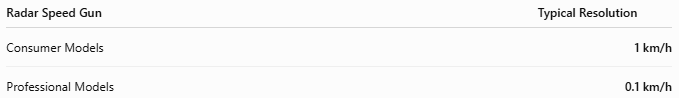 Radar Speed Gun Typical Resolution
Consumer Models 1 km/h
Professional Models 0.1 km/h